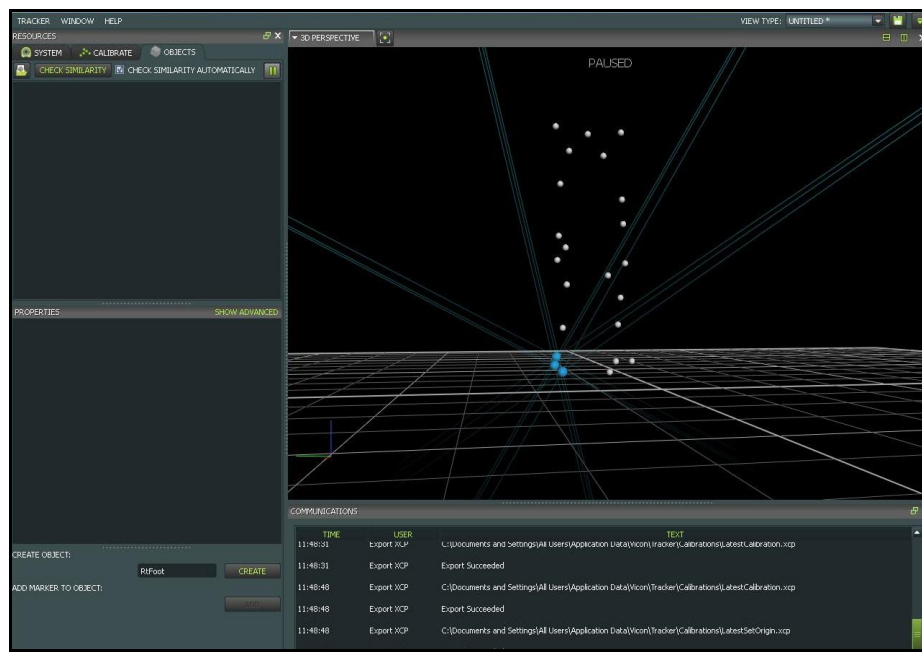 TRACKER WINDOW HELP
VIEW TYPE: UNTITLED *
RESOURCES
3D PERSPECTIVE
SYSTEM CALIBRATE OBJECTS
CHECK SIMILARITY CHECK SIMILARITY AUTOMATICALLY
PAUSED
PROPERTIES SHOW ADVANCED
CREATE OBJECT:
RtFoot CREATE
ADD MARKER TO OBJECT:
ADD
COMMUNICATIONS
TIME USER TEXT
11:48:31 Export XCP C:\Documents and Settings\All Users\Application Data\Vicon\Tracker\Calibrations\LatestCalibration.xcp
11:48:31 Export XCP Export Succeeded
11:48:48 Export XCP C:\Documents and Settings\All Users\Application Data\Vicon\Tracker\Calibrations\LatestCalibration.xcp
11:48:48 Export XCP Export Succeeded
11:48:48 Export XCP C:\Documents and Settings\All Users\Application Data\Vicon\Tracker\Calibrations\LatestSetOrigin.xcp